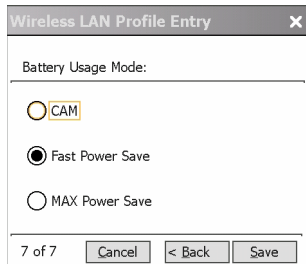 Wireless LAN Profile Entry
Battery Usage Mode:
CAM
Fast Power Save
MAX Power Save
7 of 7 Cancel < Back Save